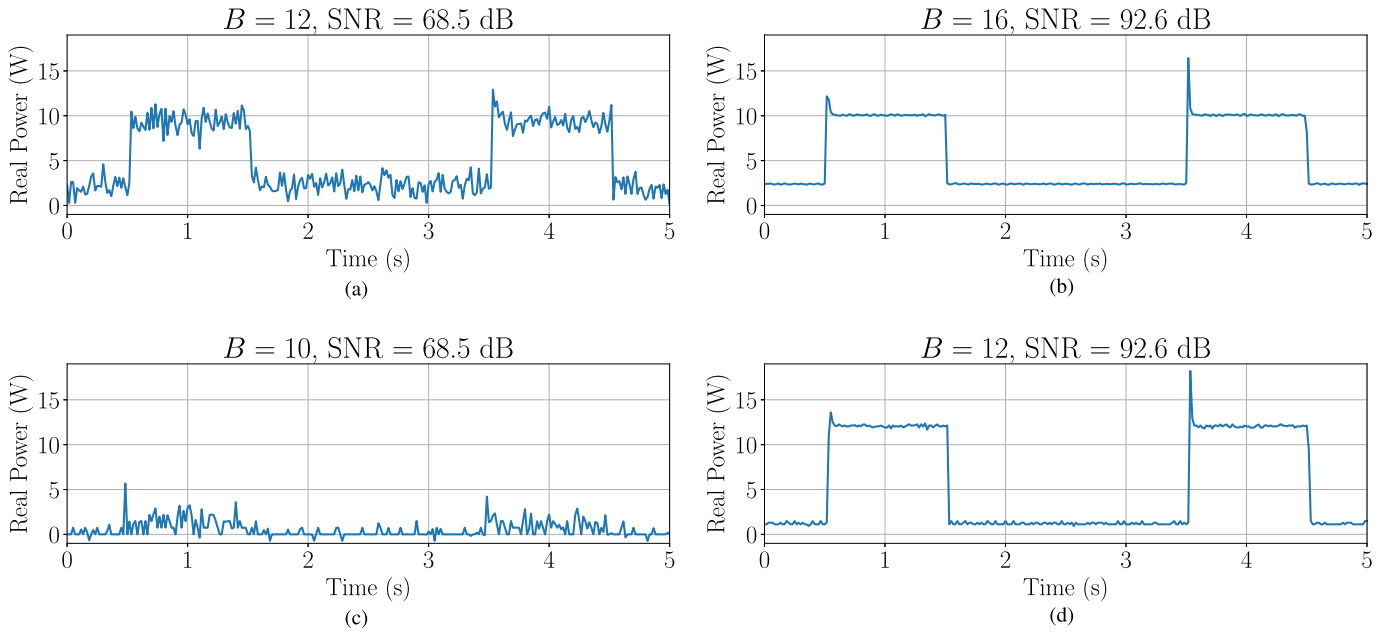 B = 12, SNR = 68.5 dB
Real Power (W)
15
10
5
0
0 1 2 3 4 5
Time (s)
(a)
B = 16, SNR = 92.6 dB
Real Power (W)
15
10
5
0
0 1 2 3 4 5
Time (s)
(b)
B = 10, SNR = 68.5 dB
Real Power (W)
15
10
5
0
0 1 2 3 4 5
Time (s)
(c)
B = 12, SNR = 92.6 dB
Real Power (W)
15
10
5
0
0 1 2 3 4 5
Time (s)
(d)